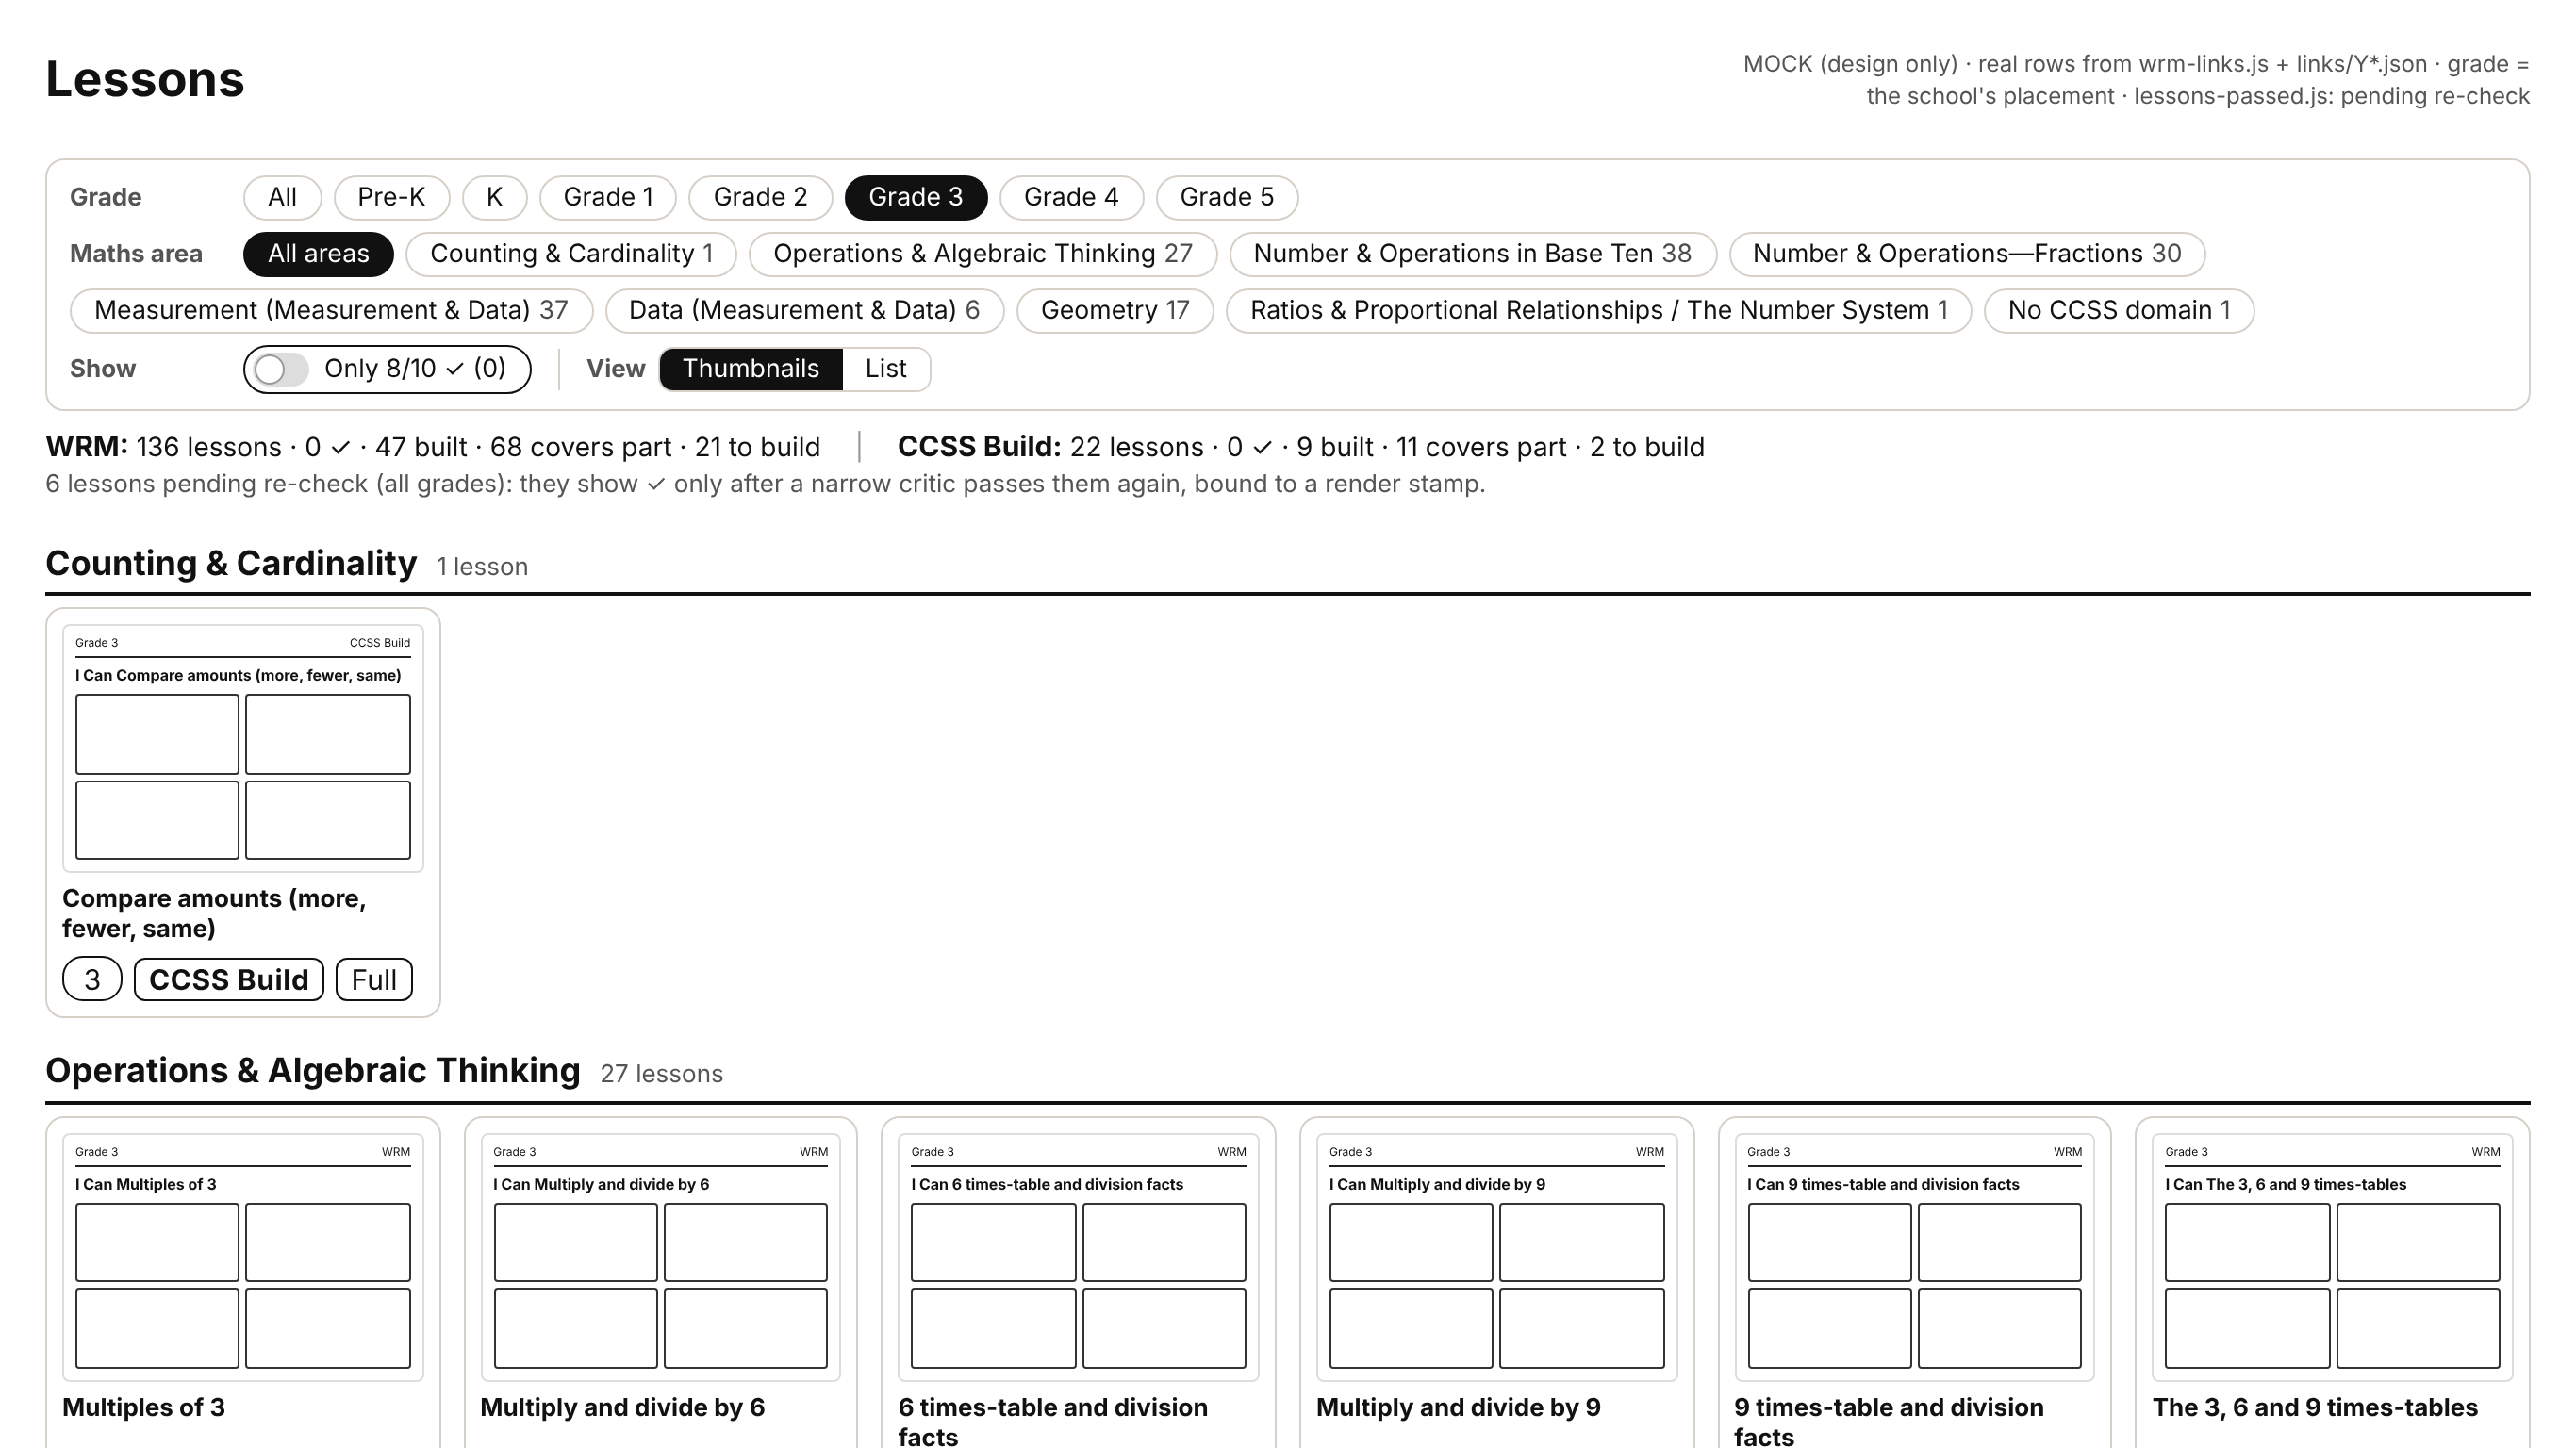 Lessons
MOCK (design only) · real rows from wrm-links.js + links/Y*.json · grade =
the school's placement · lessons-passed.js: pending re-check
Grade All Pre-K K Grade 1 Grade 2 Grade 3 Grade 4 Grade 5
Maths area All areas Counting & Cardinality 1 Operations & Algebraic Thinking 27 Number & Operations in Base Ten 38 Number & Operations—Fractions 30
Measurement (Measurement & Data) 37 Data (Measurement & Data) 6 Geometry 17 Ratios & Proportional Relationships / The Number System 1 No CCSS domain 1
Show Only 8/10 ✓ (0) View Thumbnails List
WRM: 136 lessons · 0 ✓ · 47 built · 68 covers part · 21 to build | CCSS Build: 22 lessons · 0 ✓ · 9 built · 11 covers part · 2 to build
6 lessons pending re-check (all grades): they show ✓ only after a narrow critic passes them again, bound to a render stamp.
Counting & Cardinality 1 lesson
Grade 3 CCSS Build
I Can Compare amounts (more, fewer, same)
Compare amounts (more,
fewer, same)
3 CCSS Build Full
Operations & Algebraic Thinking 27 lessons
Grade 3 WRM
I Can Multiples of 3
Multiples of 3
Grade 3 WRM
I Can Multiply and divide by 6
Multiply and divide by 6
Grade 3 WRM
I Can 6 times-table and division facts
6 times-table and division
facts
Grade 3 WRM
I Can Multiply and divide by 9
Multiply and divide by 9
Grade 3 WRM
I Can 9 times-table and division facts
9 times-table and division
facts
Grade 3 WRM
I Can The 3, 6 and 9 times-tables
The 3, 6 and 9 times-tables